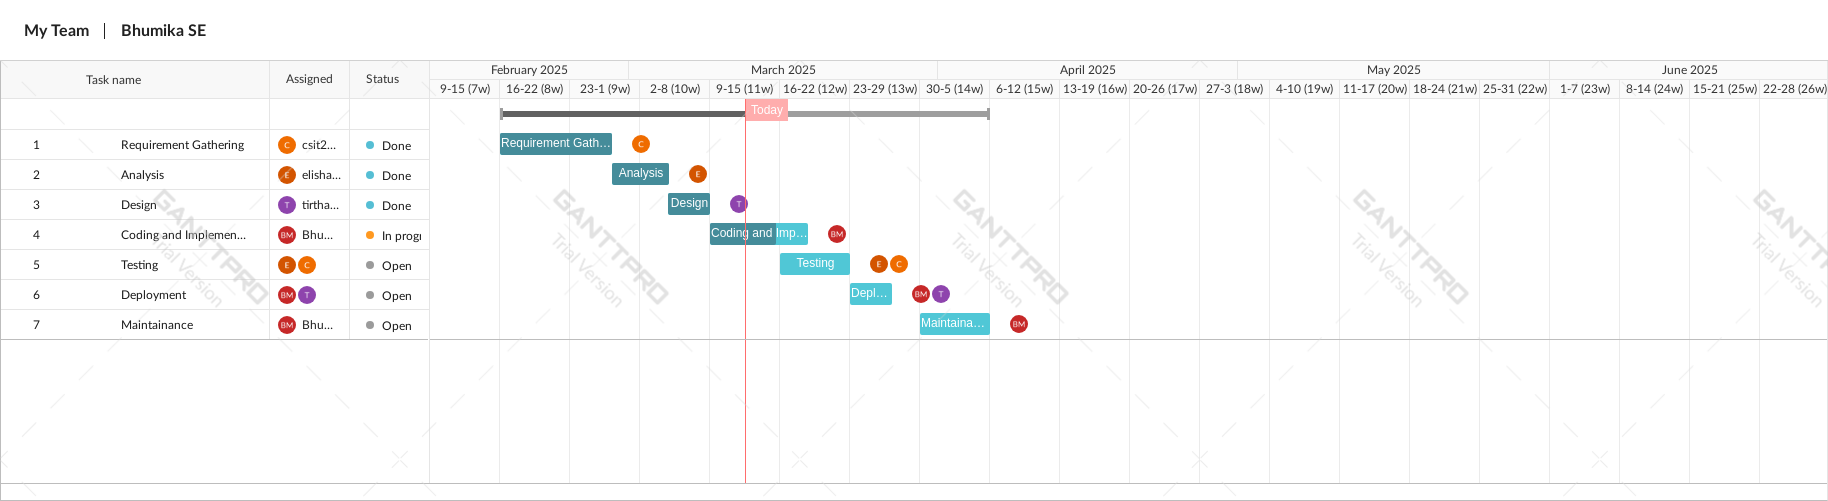 My Team | Bhumika SE
Task name Assigned Status February 2025 March 2025 April 2025 May 2025 June 2025
9-15 (7w) 16-22 (8w) 23-1 (9w) 2-8 (10w) 9-15 (11w) 16-22 (12w) 23-29 (13w) 30-5 (14w) 6-12 (15w) 13-19 (16w) 20-26 (17w) 27-3 (18w) 4-10 (19w) 11-17 (20w) 18-24 (21w) 25-31 (22w) 1-7 (23w) 8-14 (24w) 15-21 (25w) 22-28 (26w)
Today
1 Requirement Gathering C csit2... Done Requirement Gath... C
2 Analysis E elisha... Done Analysis E
3 Design T tirtha... Done Design T
4 Coding and Implemen... BM Bhu... In progr Coding and Imp... BM
5 Testing E C Open Testing E C
6 Deployment BM T Open Depl... BM T
7 Maintainance BM Bhu... Open Maintaina... BM
GANTTPRO
Trial Version
GANTTPRO
Trial Version
GANTTPRO
Trial Version
GANTTPRO
Trial Version
GANTTPRO
Trial Version